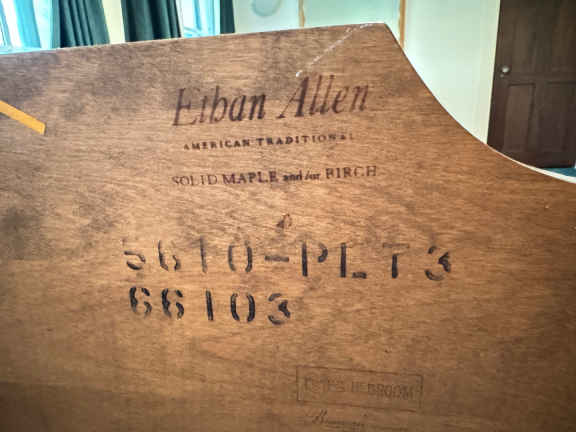 Ethan Allen
AMERICAN TRADITIONAL
SOLID MAPLE and/or BIRCH
5610-PLT3
66103